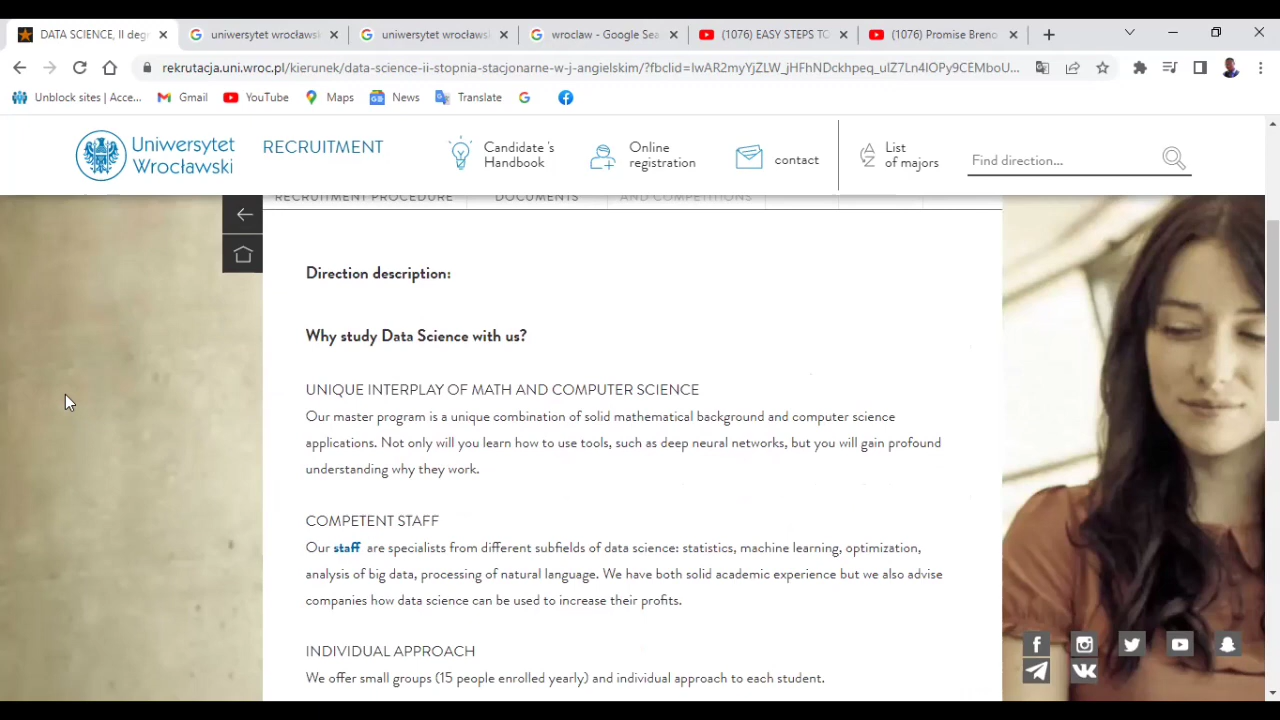 DATA SCIENCE, II deg
uniwersytet wrocławsk
uniwersytet wrocławsk
wroclaw - Google Sea
(1076) EASY STEPS TO
(1076) Promise Breno
rekrutacja.uni.wroc.pl/kierunek/data-science-ii-stopnia-stacjonarne-w-j-angielskim/?fbclid=IwAR2myYjZLW_jHFhNDckhpeq_uIZ7Ln4IOPy9CEMboU...
Unblock sites | Acce...
Gmail
YouTube
Maps
News
Translate
Uniwersytet
Wrocławski
RECRUITMENT
Candidate 's
Handbook
Online
registration
contact
List
of majors
Find direction...
RECRUITMENT PROCEDURE
DOCUMENTS
AND COMPETITIONS
Direction description:
Why study Data Science with us?
UNIQUE INTERPLAY OF MATH AND COMPUTER SCIENCE
Our master program is a unique combination of solid mathematical background and computer science
applications. Not only will you learn how to use tools, such as deep neural networks, but you will gain profound
understanding why they work.
COMPETENT STAFF
Our staff are specialists from different subfields of data science: statistics, machine learning, optimization,
analysis of big data, processing of natural language. We have both solid academic experience but we also advise
companies how data science can be used to increase their profits.
INDIVIDUAL APPROACH
We offer small groups (15 people enrolled yearly) and individual approach to each student.